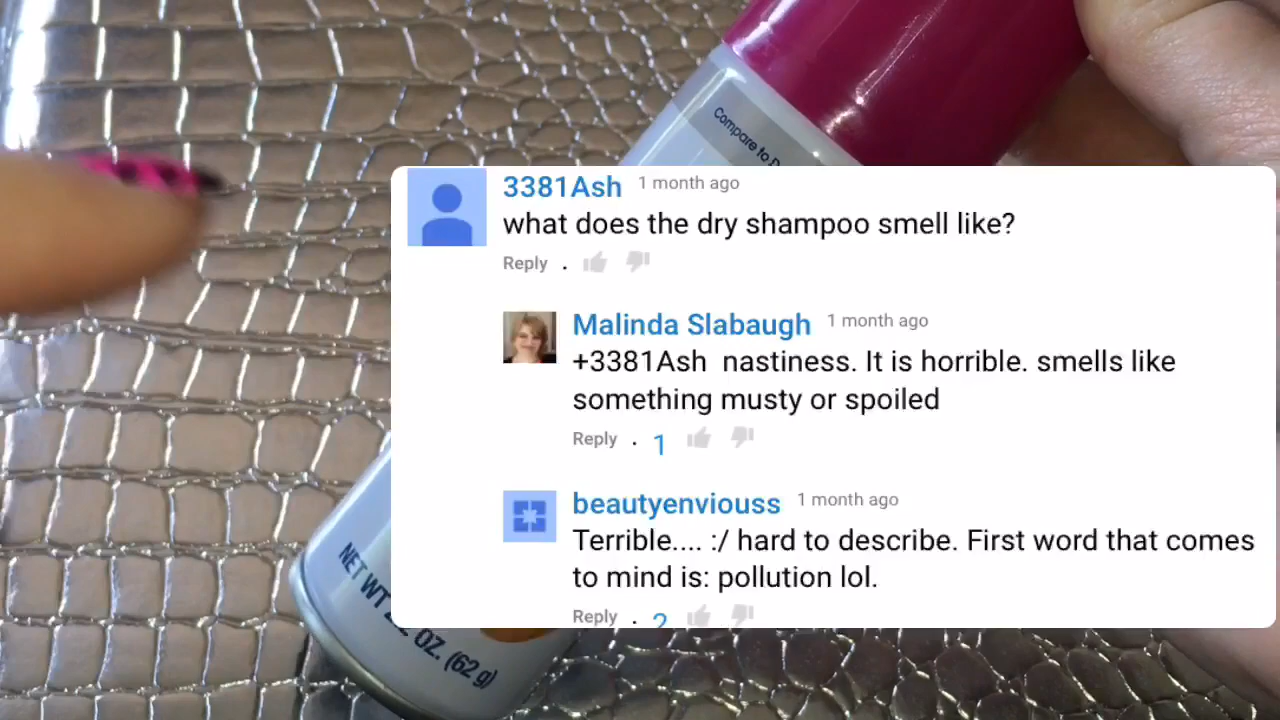 Compare to
3381Ash 1 month ago
what does the dry shampoo smell like?
Reply .
Malinda Slabaugh 1 month ago
+3381Ash nastiness. It is horrible. smells like
something musty or spoiled
Reply . 1
beautyenviouss 1 month ago
Terrible.... :/ hard to describe. First word that comes
to mind is: pollution lol.
Reply . 2
NET WT OZ. (62 g)